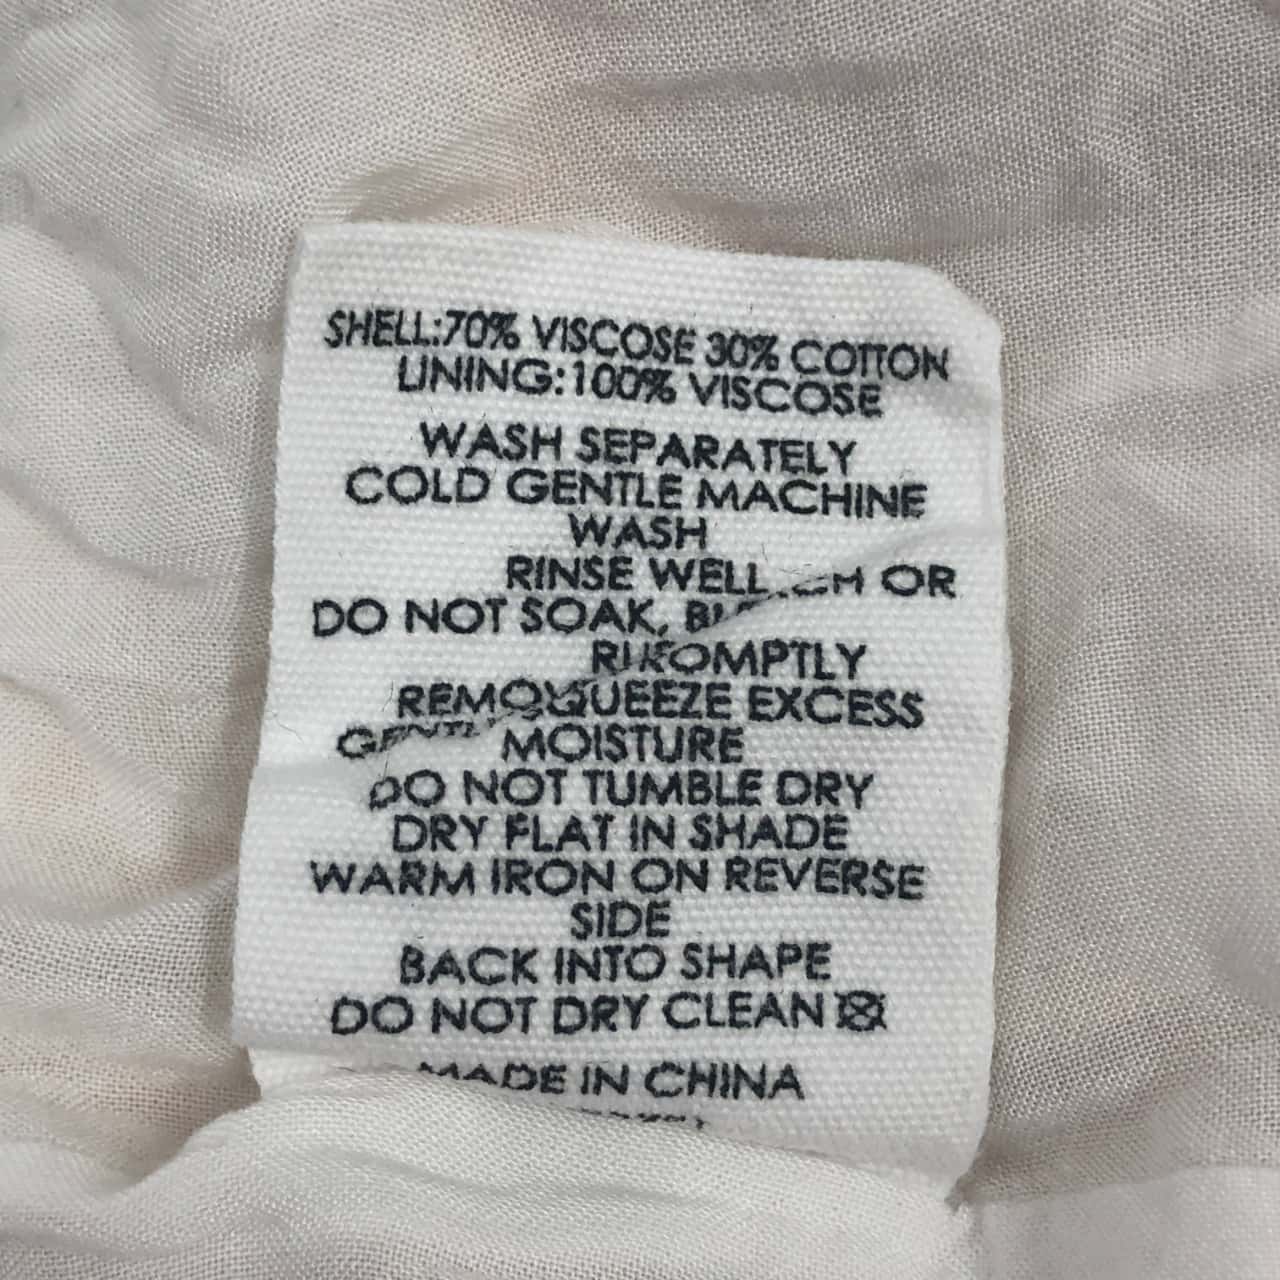 SHELL:70% VISCOSE 30% COTTON
LINING:100% VISCOSE
WASH SEPARATELY
COLD GENTLE MACHINE
WASH
RINSE WELL
DO NOT SOAK, OR
EXCESS
MOISTURE
DO NOT TUMBLE DRY
DRY FLAT IN SHADE
WARM IRON ON REVERSE
SIDE
BACK INTO SHAPE
DO NOT DRY CLEAN
MADE IN CHINA